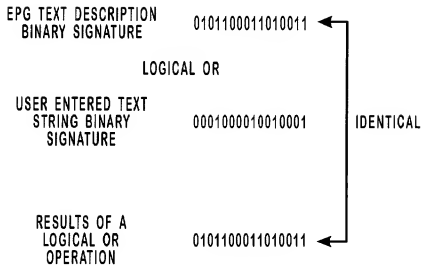 EPG TEXT DESCRIPTION
BINARY SIGNATURE
0101100011010011
LOGICAL OR
USER ENTERED TEXT
STRING BINARY
SIGNATURE
0001000010010001
IDENTICAL
RESULTS OF A
LOGICAL OR
OPERATION
0101100011010011